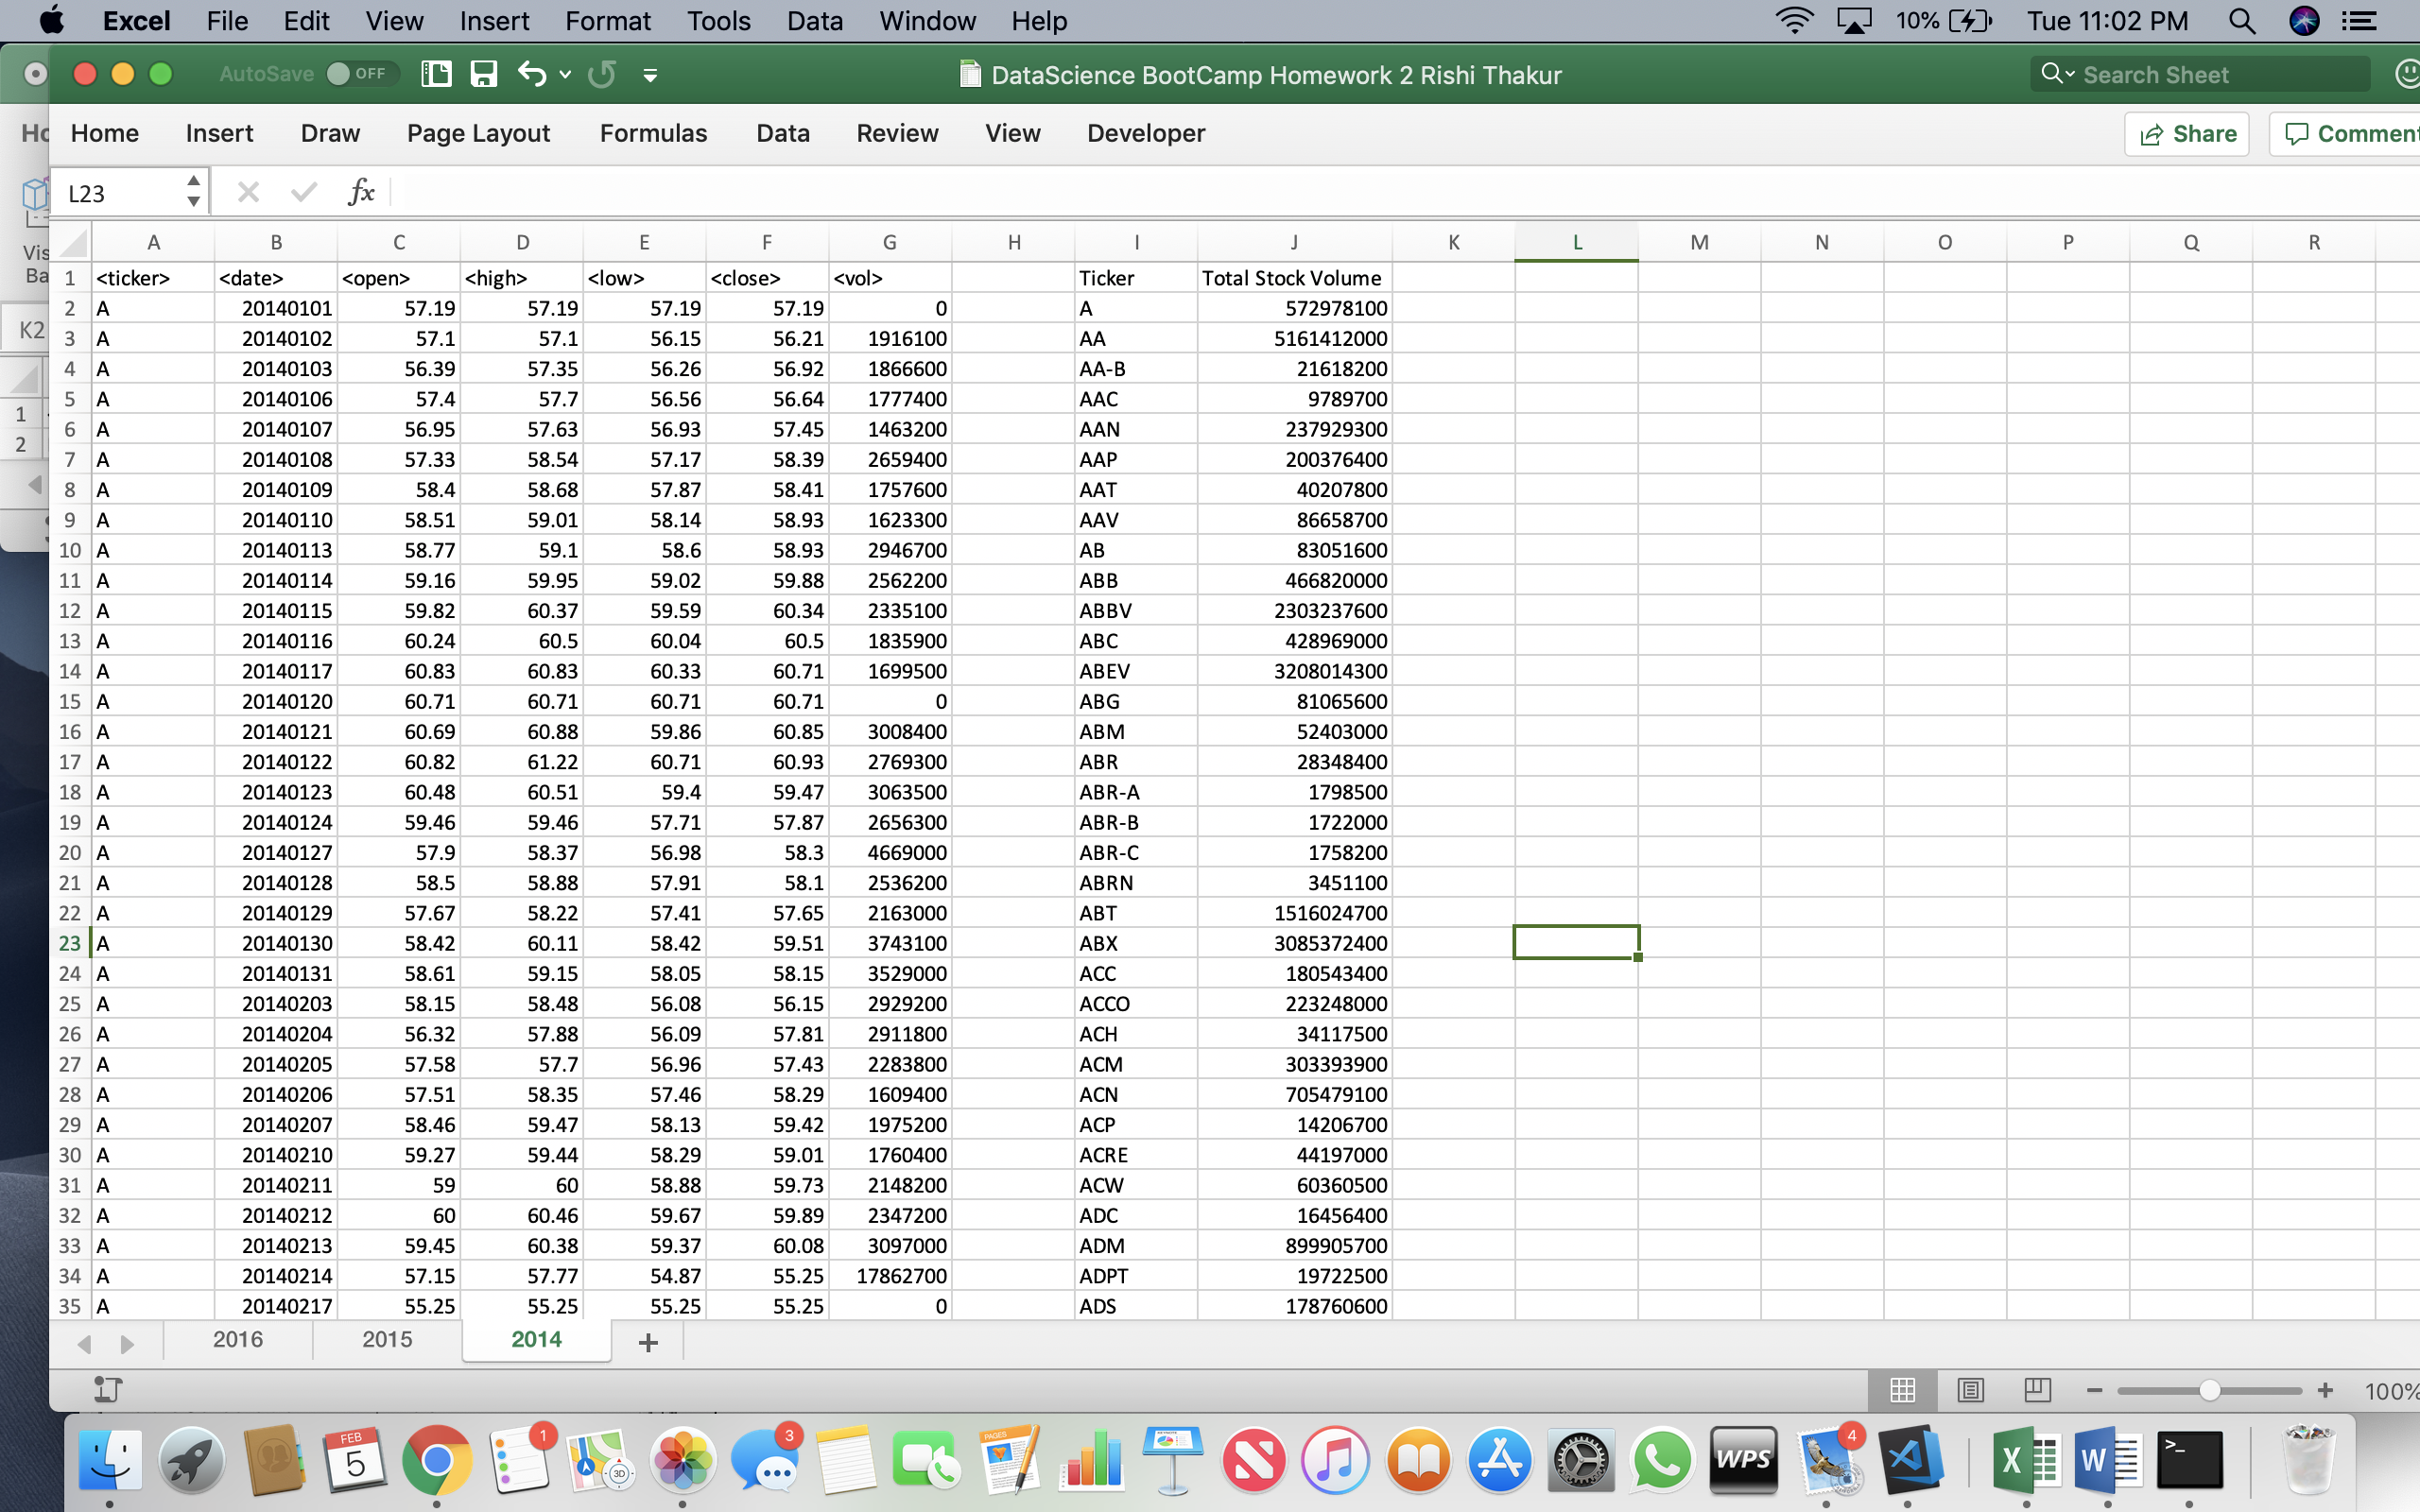 Excel File Edit View Insert Format Tools Data Window Help 10% Tue 11:02 PM
AutoSave OFF DataScience BootCamp Homework 2 Rishi Thakur Search Sheet
Home Insert Draw Page Layout Formulas Data Review View Developer Share Comment
L23 fx
A B C D E F G H I J K L M N O P Q R
1 <ticker> <date> <open> <high> <low> <close> <vol> Ticker Total Stock Volume
2 A 20140101 57.19 57.19 57.19 57.19 0 A 572978100
3 A 20140102 57.1 57.1 56.15 56.21 1916100 AA 5161412000
4 A 20140103 56.39 57.35 56.26 56.92 1866600 AA-B 21618200
5 A 20140106 57.4 57.7 56.56 56.64 1777400 AAC 9789700
6 A 20140107 56.95 57.63 56.93 57.45 1463200 AAN 237929300
7 A 20140108 57.33 58.54 57.17 58.39 2659400 AAP 200376400
8 A 20140109 58.4 58.68 57.87 58.41 1757600 AAT 40207800
9 A 20140110 58.51 59.01 58.14 58.93 1623300 AAV 86658700
10 A 20140113 58.77 59.1 58.6 58.93 2946700 AB 83051600
11 A 20140114 59.16 59.95 59.02 59.88 2562200 ABB 466820000
12 A 20140115 59.82 60.37 59.59 60.34 2335100 ABBV 2303237600
13 A 20140116 60.24 60.5 60.04 60.5 1835900 ABC 428969000
14 A 20140117 60.83 60.83 60.33 60.71 1699500 ABEV 3208014300
15 A 20140120 60.71 60.71 60.71 60.71 0 ABG 81065600
16 A 20140121 60.69 60.88 59.86 60.85 3008400 ABM 52403000
17 A 20140122 60.82 61.22 60.71 60.93 2769300 ABR 28348400
18 A 20140123 60.48 60.51 59.4 59.47 3063500 ABR-A 1798500
19 A 20140124 59.46 59.46 57.71 57.87 2656300 ABR-B 1722000
20 A 20140127 57.9 58.37 56.98 58.3 4669000 ABR-C 1758200
21 A 20140128 58.5 58.88 57.91 58.1 2536200 ABRN 3451100
22 A 20140129 57.67 58.22 57.41 57.65 2163000 ABT 1516024700
23 A 20140130 58.42 60.11 58.42 59.51 3743100 ABX 3085372400
24 A 20140131 58.61 59.15 58.05 58.15 3529000 ACC 180543400
25 A 20140203 58.15 58.48 56.08 56.15 2929200 ACCO 223248000
26 A 20140204 56.32 57.88 56.09 57.81 2911800 ACH 34117500
27 A 20140205 57.58 57.7 56.96 57.43 2283800 ACM 303393900
28 A 20140206 57.51 58.35 57.46 58.29 1609400 ACN 705479100
29 A 20140207 58.46 59.47 58.13 59.42 1975200 ACP 14206700
30 A 20140210 59.27 59.44 58.29 59.01 1760400 ACRE 44197000
31 A 20140211 59 60 58.88 59.73 2148200 ACW 60360500
32 A 20140212 60 60.46 59.67 59.89 2347200 ADC 16456400
33 A 20140213 59.45 60.38 59.37 60.08 3097000 ADM 899905700
34 A 20140214 57.15 57.77 54.87 55.25 17862700 ADPT 19722500
35 A 20140217 55.25 55.25 55.25 55.25 0 ADS 178760600
2016 2015 2014 +
100%
Ho
Vis
Ba
K2
1
2
FEB 5 1 3D 3 PAGES WPS 4 X W >_